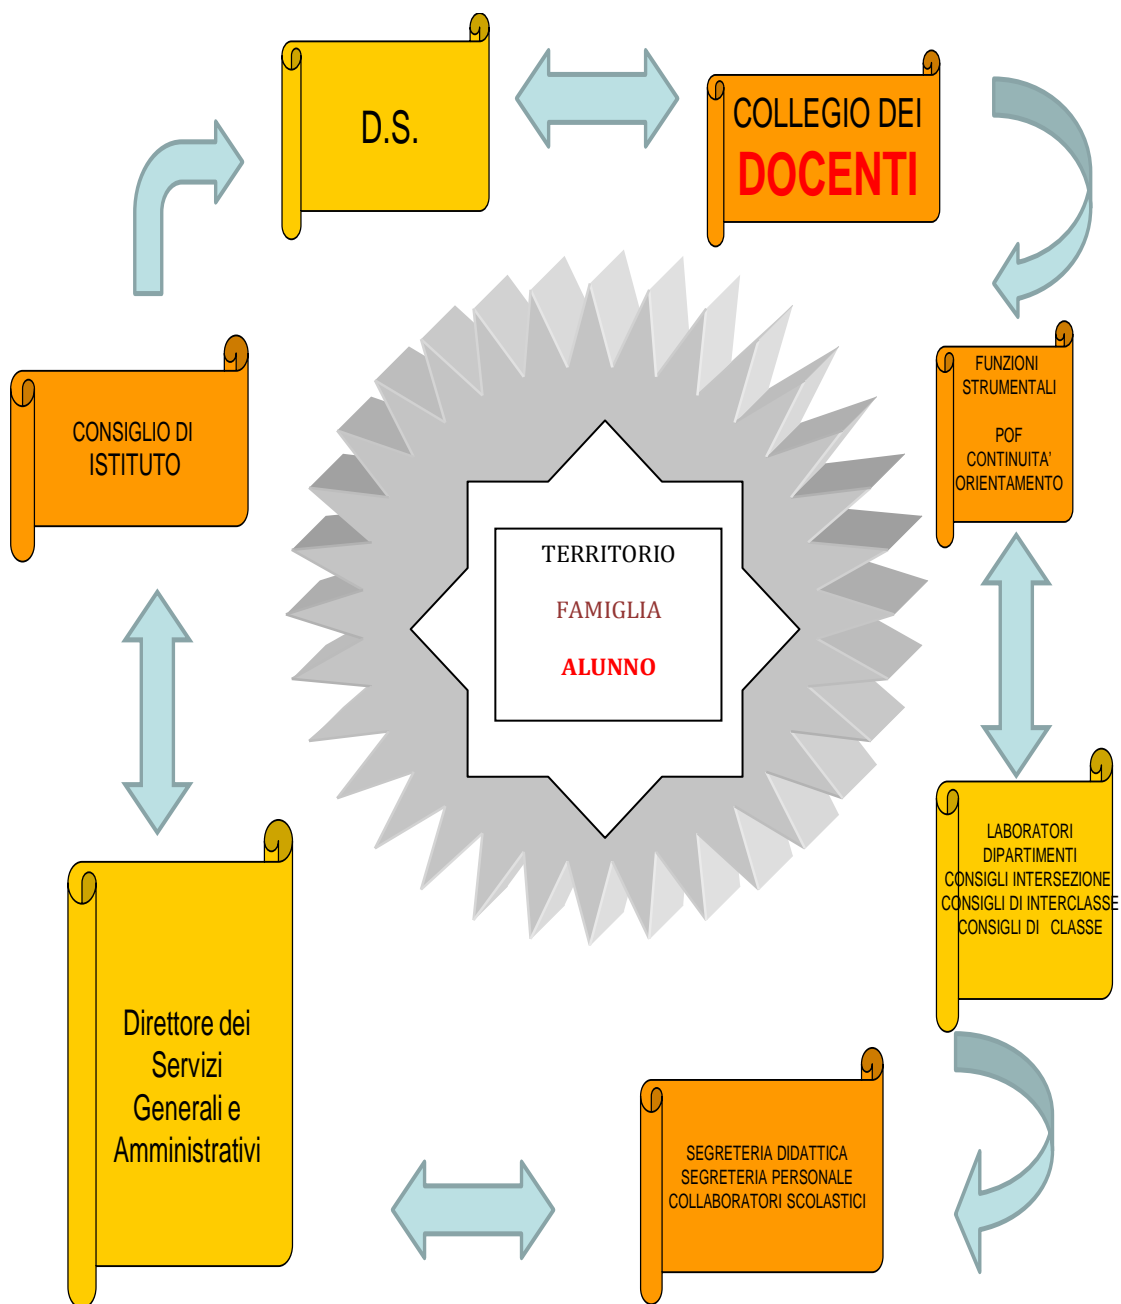 D.S.
COLLEGIO DEI
DOCENTI
FUNZIONI
STRUMENTALI
POF
CONTINUITA'
ORIENTAMENTO
CONSIGLIO DI
ISTITUTO
TERRITORIO
FAMIGLIA
ALUNNO
LABORATORI
DIPARTIMENTI
CONSIGLI INTERSEZIONE
CONSIGLI DI INTERCLASSE
CONSIGLI DI CLASSE
Direttore dei
Servizi
Generali e
Amministrativi
SEGRETERIA DIDATTICA
SEGRETERIA PERSONALE
COLLABORATORI SCOLASTICI